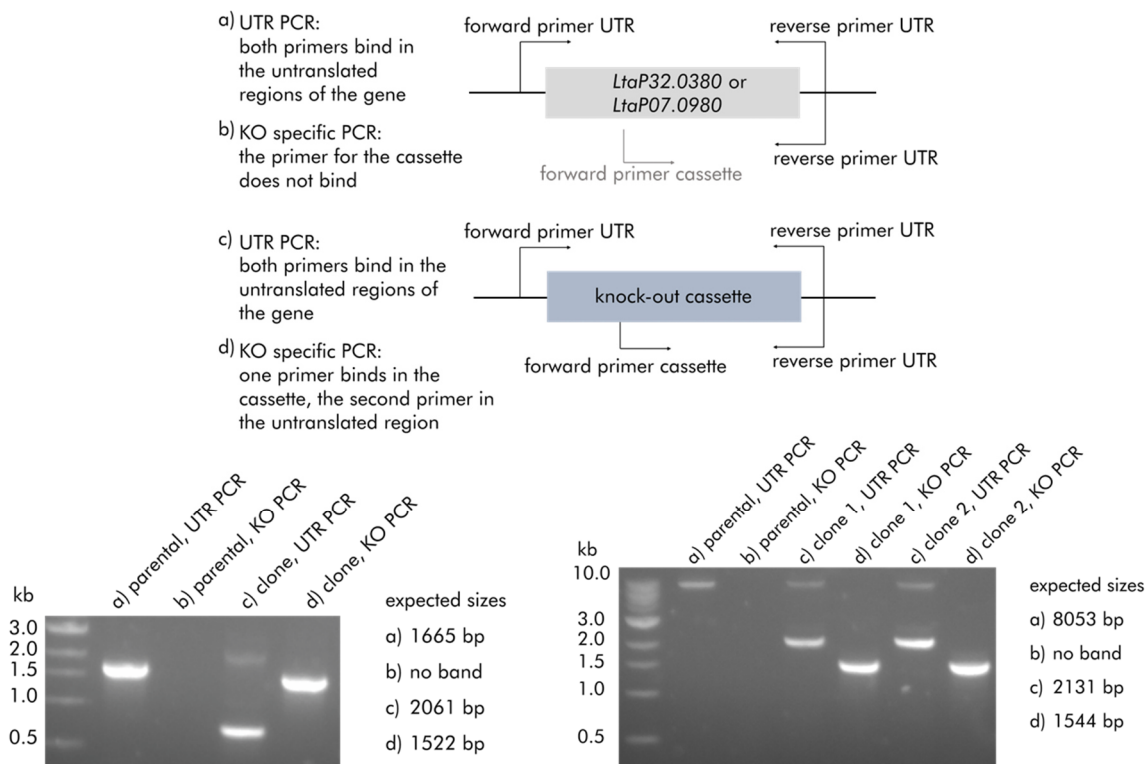 a) UTR PCR:
both primers bind in
the untranslated
regions of the gene
forward primer UTR
reverse primer UTR
LtaP32.0380 or
LtaP07.0980
b) KO specific PCR:
the primer for the cassette
does not bind
forward primer cassette
reverse primer UTR
c) UTR PCR:
both primers bind in the
untranslated regions of
the gene
forward primer UTR
reverse primer UTR
knock-out cassette
d) KO specific PCR:
one primer binds in the
cassette, the second primer in
the untranslated region
forward primer cassette
reverse primer UTR
a) parental, UTR PCR
b) parental, KO PCR
c) clone, UTR PCR
d) clone, KO PCR
kb
3.0
2.0
1.5
1.0
0.5
expected sizes
a) 1665 bp
b) no band
c) 2061 bp
d) 1522 bp
a) parental, UTR PCR
b) parental, KO PCR
c) clone 1, UTR PCR
d) clone 1, KO PCR
c) clone 2, UTR PCR
d) clone 2, KO PCR
kb
10.0
3.0
2.0
1.5
1.0
0.5
expected sizes
a) 8053 bp
b) no band
c) 2131 bp
d) 1544 bp